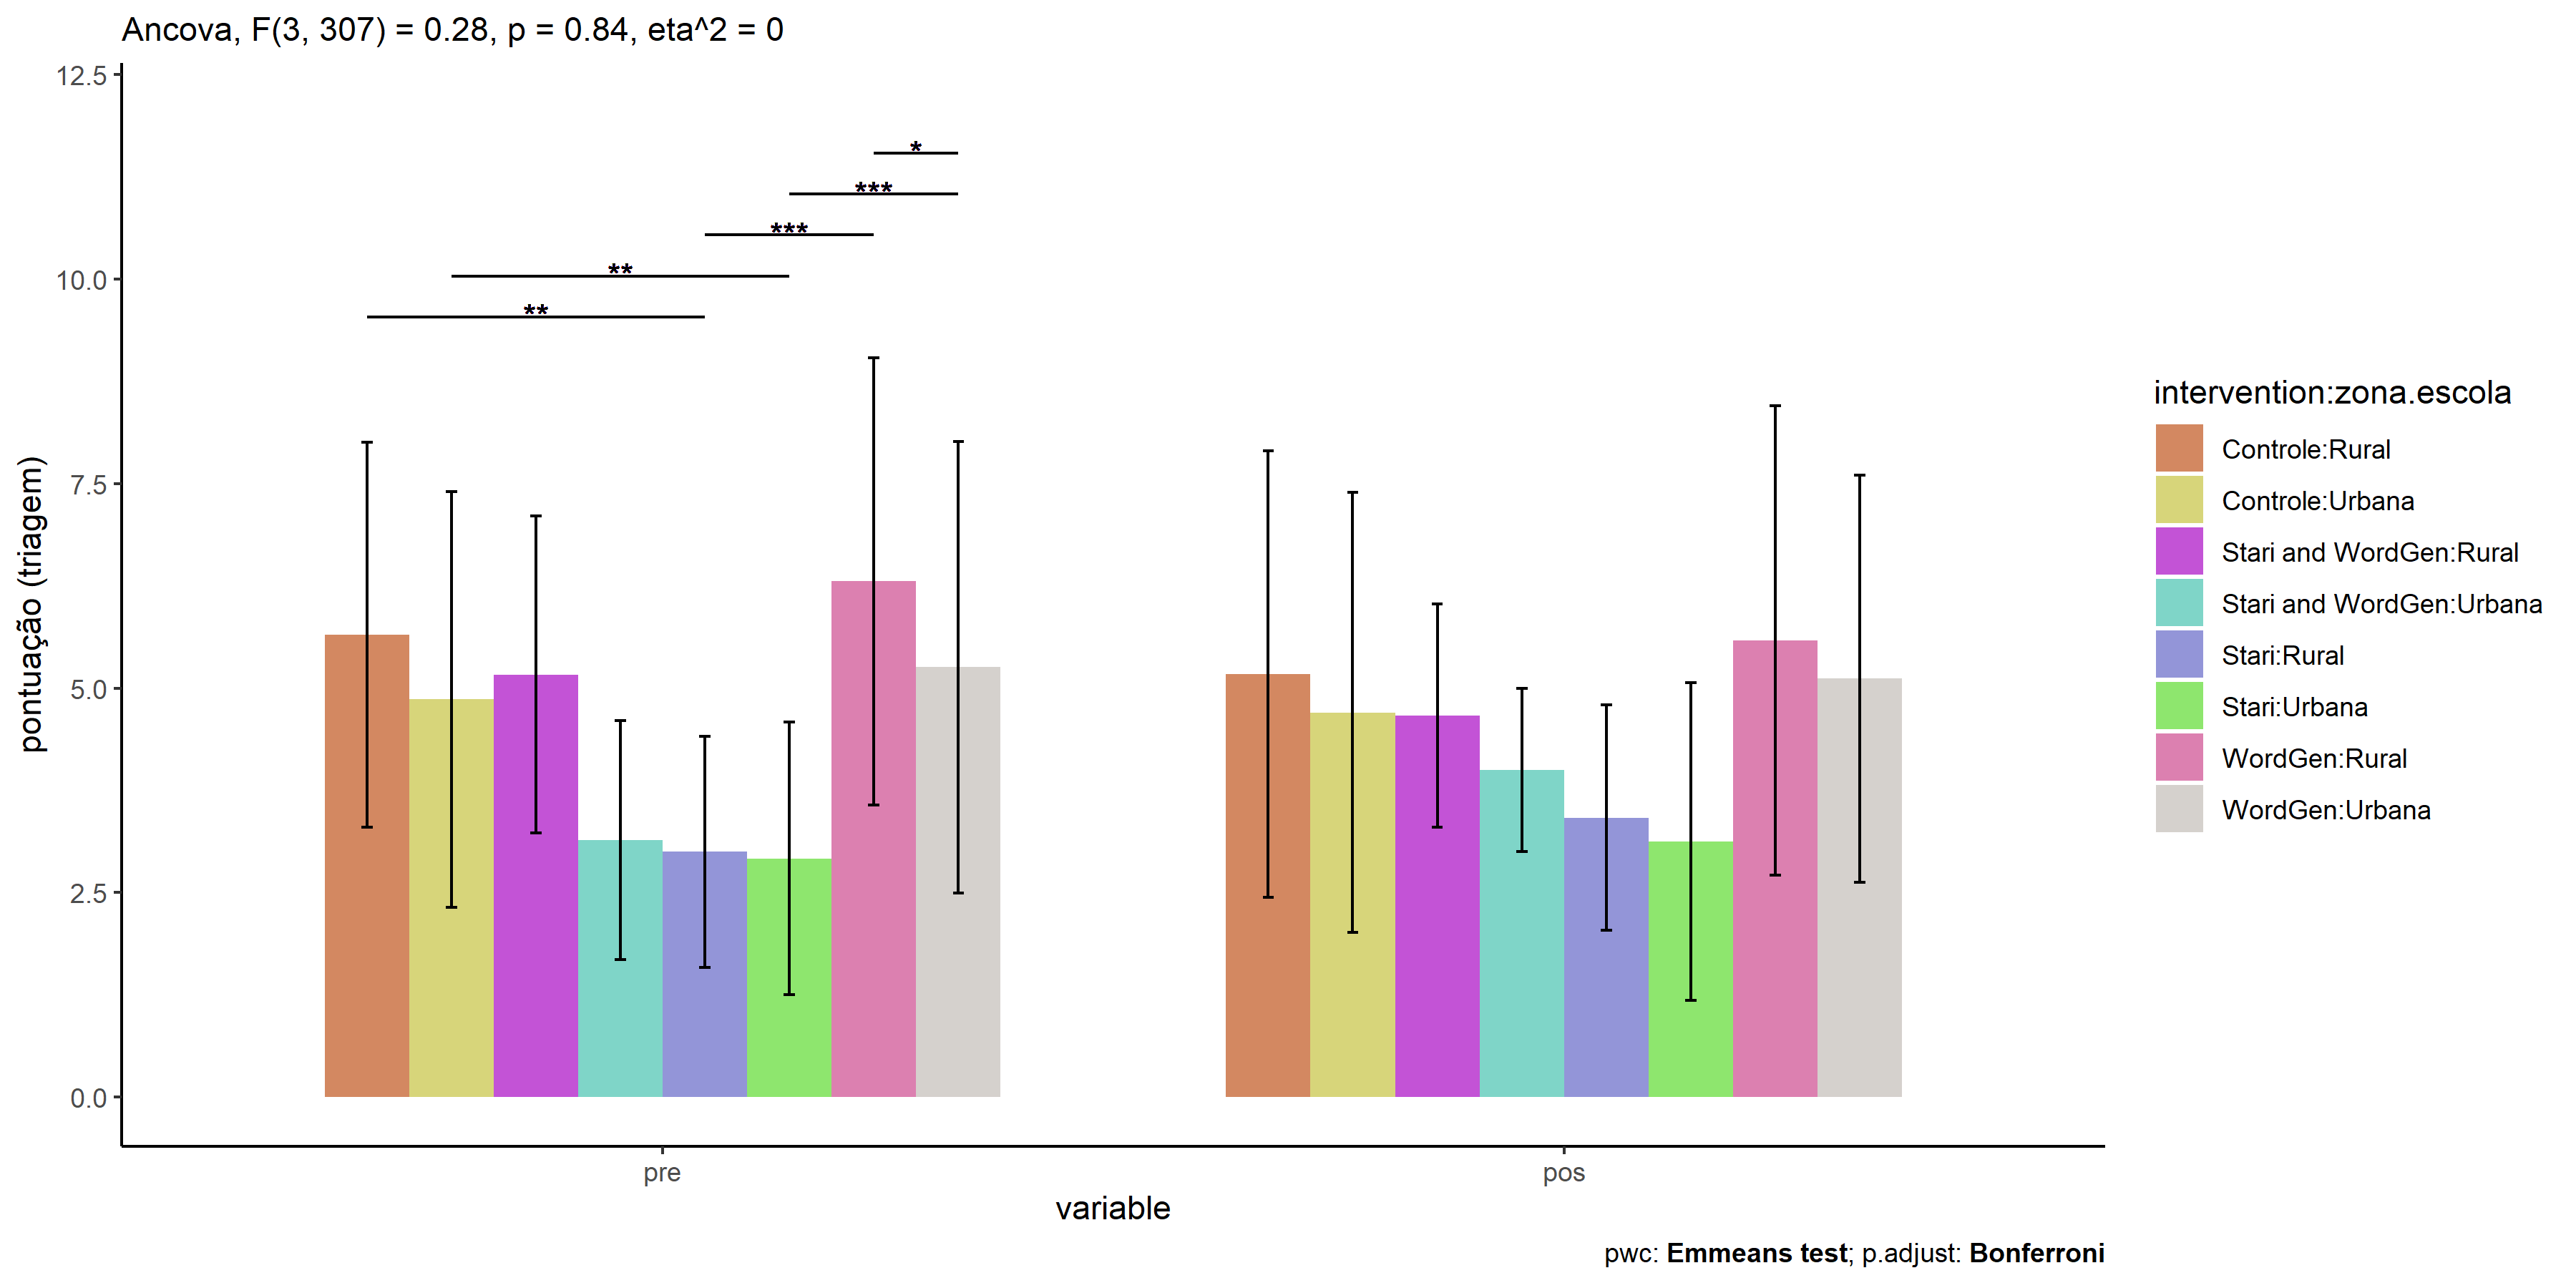 Ancova, F(3, 307) = 0.28, p = 0.84, eta^2 = 0
12.5
10.0
7.5
5.0
2.5
0.0
pontuação (triagem)
*
***
***
**
**
pre
pos
variable
intervention:zona.escola
Controle:Rural
Controle:Urbana
Stari and WordGen:Rural
Stari and WordGen:Urbana
Stari:Rural
Stari:Urbana
WordGen:Rural
WordGen:Urbana
pwc: Emmeans test; p.adjust: Bonferroni